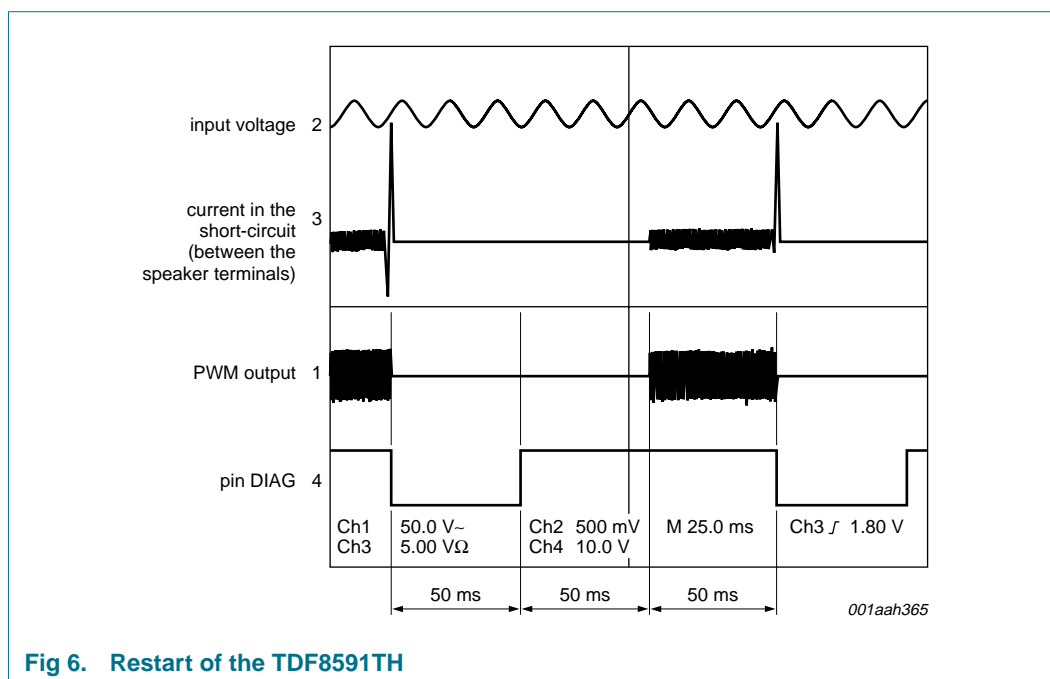 input voltage 2
current in the
short-circuit
(between the
speaker terminals)
3
PWM output 1
pin DIAG 4
Ch1 50.0 V~ Ch2 500 mV M 25.0 ms Ch3 ⎎ 1.80 V
Ch3 5.00 VΩ Ch4 10.0 V
50 ms 50 ms 50 ms
001aah365
Fig 6. Restart of the TDF8591TH